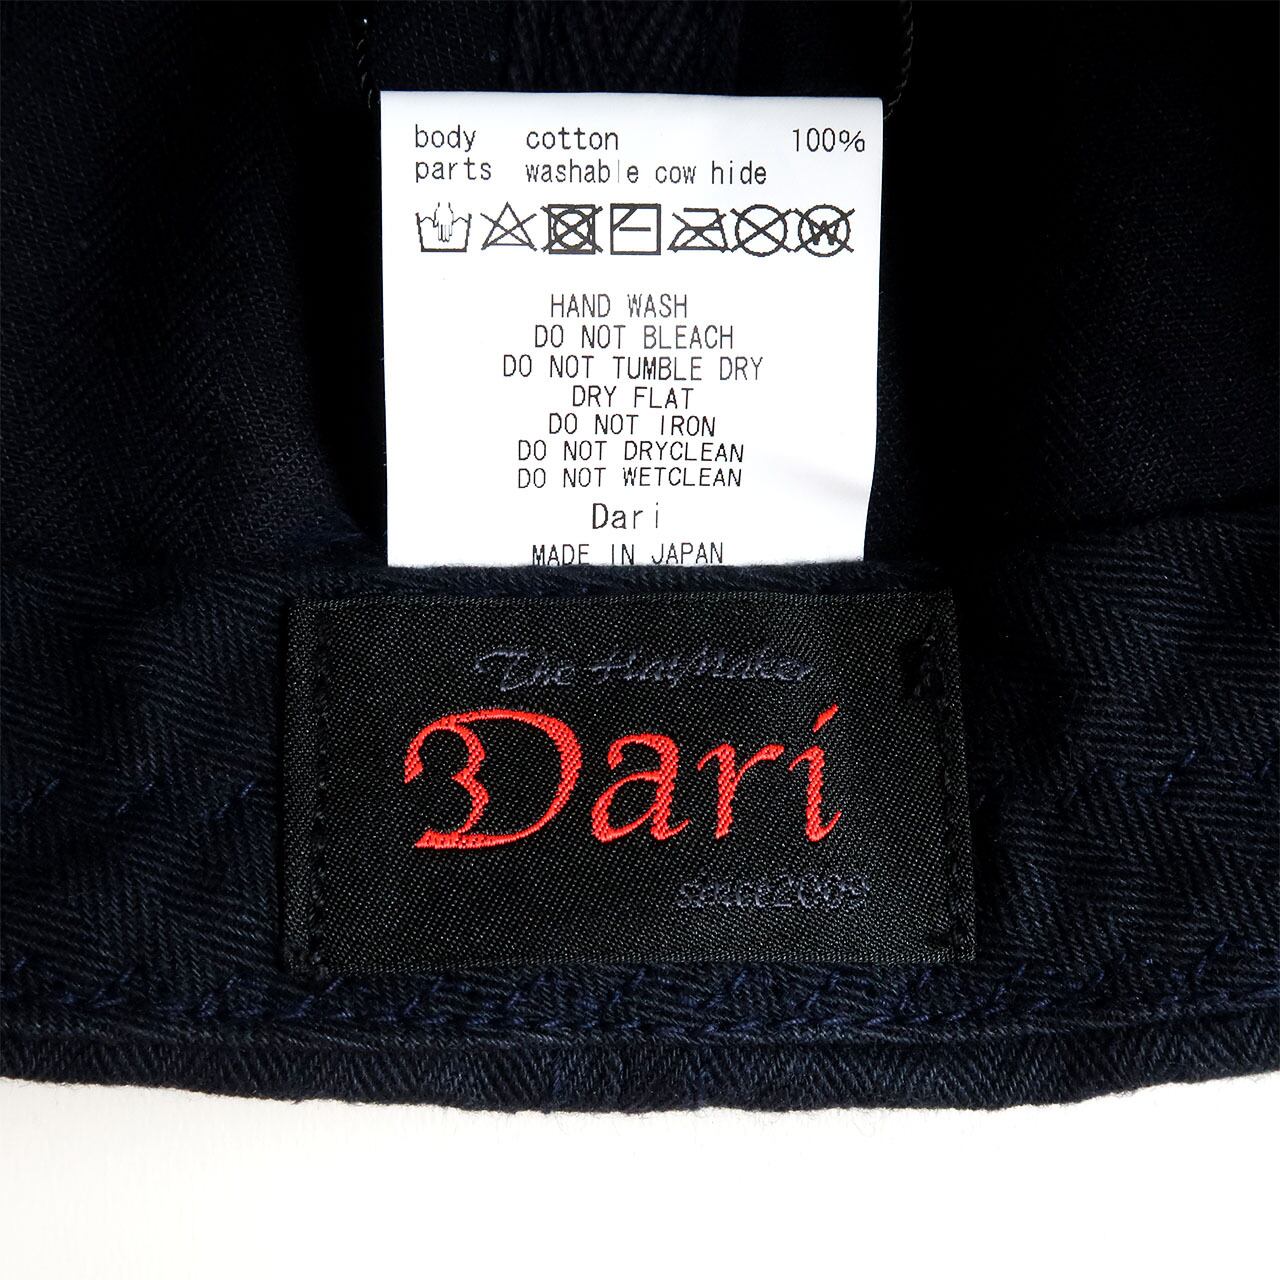 body cotton 100%
parts washable cow hide
HAND WASH
DO NOT BLEACH
DO NOT TUMBLE DRY
DRY FLAT
DO NOT IRON
DO NOT DRYCLEAN
DO NOT WETCLEAN
Dari
MADE IN JAPAN
The HatMaker
Dari
since2009